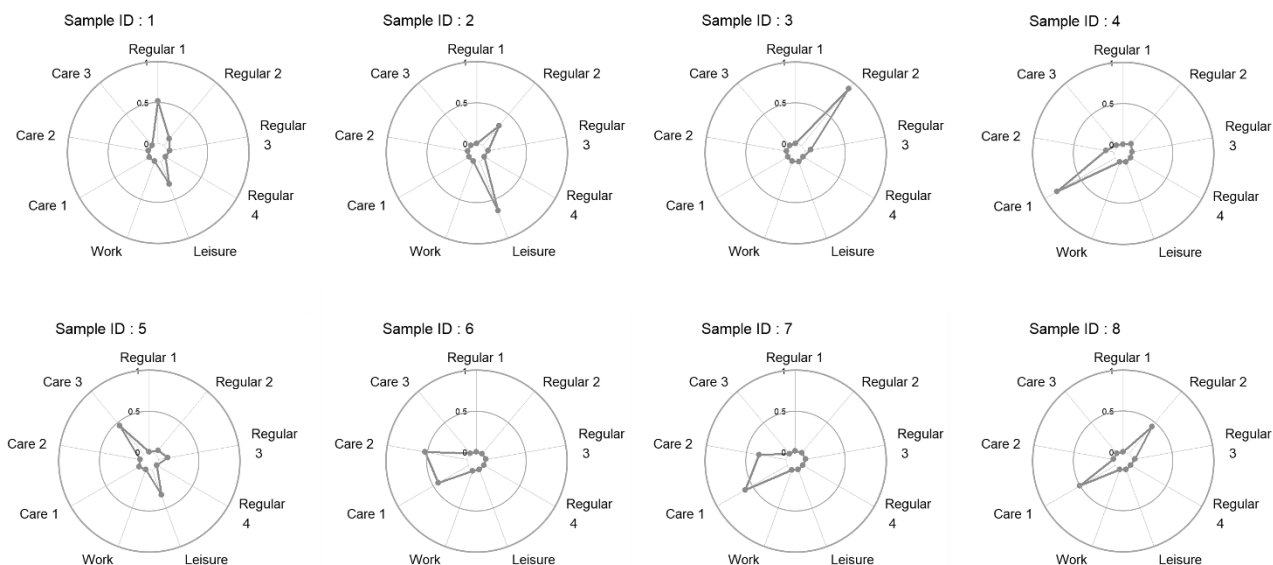 Sample ID : 1
Regular 1
Care 3
Regular 2
1
0.5
Care 2
Regular
3
0
Care 1
Regular
4
Work
Leisure
Sample ID : 2
Regular 1
Care 3
Regular 2
1
0.5
Care 2
Regular
3
0
Care 1
Regular
4
Work
Leisure
Sample ID : 3
Regular 1
Care 3
Regular 2
1
0.5
Care 2
Regular
3
0
Care 1
Regular
4
Work
Leisure
Sample ID : 4
Regular 1
Care 3
Regular 2
1
0.5
Care 2
Regular
3
0
Care 1
Regular
4
Work
Leisure
Sample ID : 5
Regular 1
Care 3
Regular 2
1
0.5
Care 2
Regular
3
0
Care 1
Regular
4
Work
Leisure
Sample ID : 6
Regular 1
Care 3
Regular 2
1
0.5
Care 2
Regular
3
0
Care 1
Regular
4
Work
Leisure
Sample ID : 7
Regular 1
Care 3
Regular 2
1
0.5
Care 2
Regular
3
0
Care 1
Regular
4
Work
Leisure
Sample ID : 8
Regular 1
Care 3
Regular 2
1
0.5
Care 2
Regular
3
0
Care 1
Regular
4
Work
Leisure